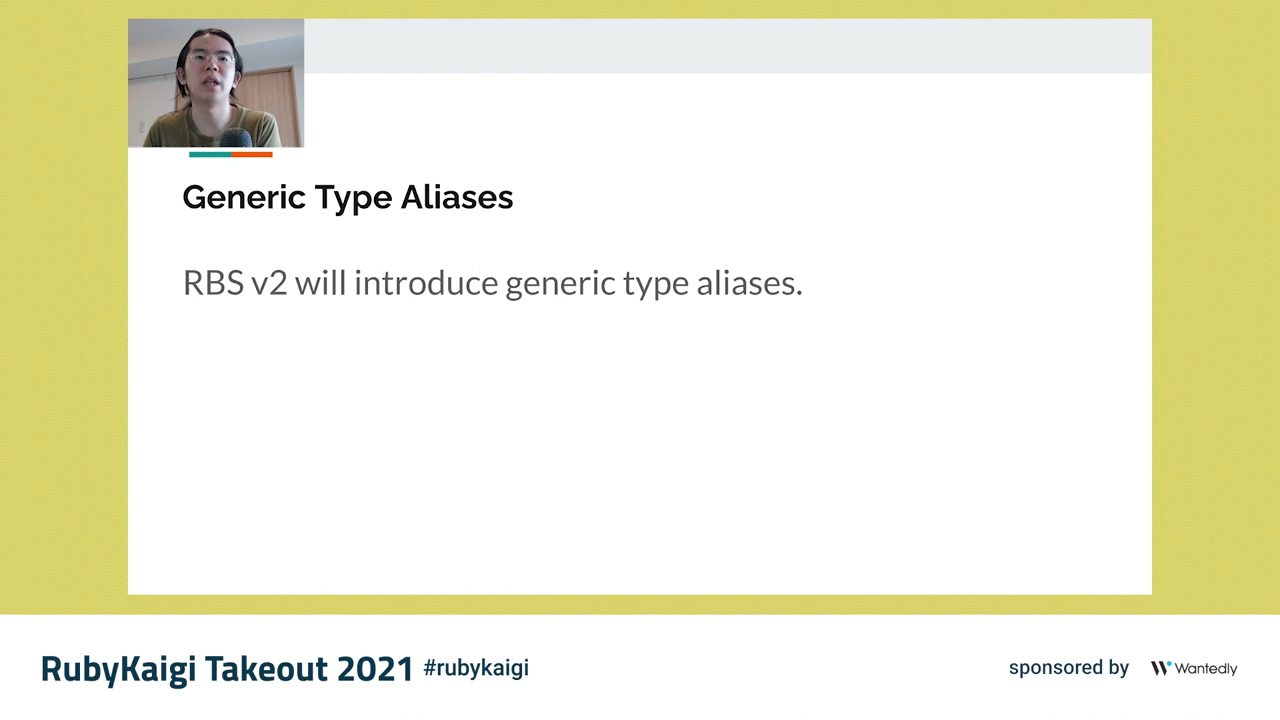 Generic Type Aliases
RBS v2 will introduce generic type aliases.
RubyKaigi Takeout 2021 #rubykaigi
sponsored by Wantedly